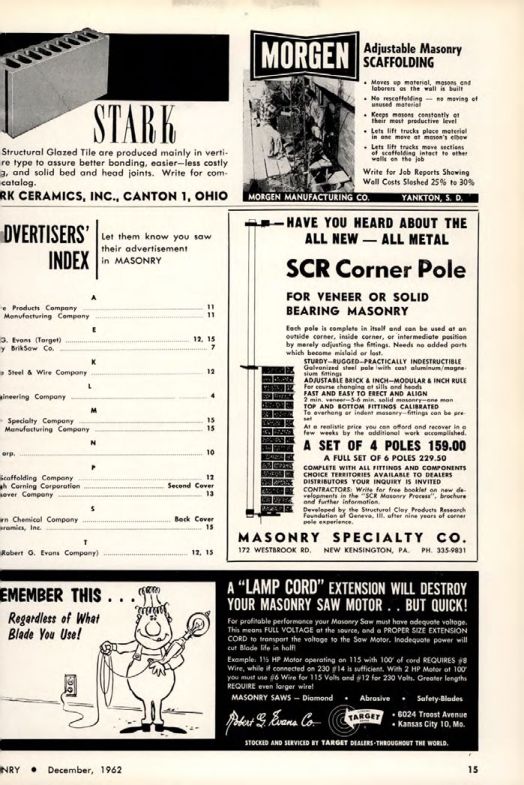 STARK
Structural Glazed Tile are produced mainly in verti-
re type to assure better bonding, easier—less costly
g, and solid bed and head joints. Write for com-
catalog.
RK CERAMICS, INC., CANTON 1, OHIO
MORGEN
Adjustable Masonry
SCAFFOLDING
• Moves up material, masons and
laborers as the wall is built
• No rescaffolding — no moving of
unused material
• Keeps masons constantly at
their most productive level
• Lets lift trucks place material
in one move at mason's elbow
• Lets lift trucks move sections
of scaffolding intact to other
walls on the job
Write for Job Reports Showing
Wall Costs Slashed 25% to 30%
MORGEN MANUFACTURING CO. YANKTON, S. D.
DVERTISERS'
INDEX
Let them know you saw
their advertisement
in MASONRY
A
e Products Company 11
Manufacturing Company 11
E
G. Evans (Target) 12, 15
y BrikSaw Co. 7
K
e Steel & Wire Company 12
L
gineering Company 4
M
Specialty Company 15
Manufacturing Company 15
N
orp. 10
P
Scaffolding Company 12
gh Corning Corporation Second Cover
saver Company 13
S
rn Chemical Company Back Cover
eramics, Inc. 15
T
(Robert G. Evans Company) 12, 15
HAVE YOU HEARD ABOUT THE
ALL NEW — ALL METAL
SCR Corner Pole
FOR VENEER OR SOLID
BEARING MASONRY
Each pole is complete in itself and can be used at an
outside corner, inside corner, or intermediate position
by merely adjusting the fittings. Needs no added parts
which become mislaid or lost.
STURDY—RUGGED—PRACTICALLY INDESTRUCTIBLE
Galvanized steel pole with cast aluminum/magne-
sium fittings
ADJUSTABLE BRICK & INCH—MODULAR & INCH RULE
For course changing at sills and heads
FAST AND EASY TO ERECT AND ALIGN
2 min. veneer—5-6 min. solid masonry—one man
TOP AND BOTTOM FITTINGS CALIBRATED
To overhang or indent masonry—fittings can be pre-
set
At a realistic price you can afford and recover in a
few weeks by the additional work accomplished.
A SET OF 4 POLES 159.00
A FULL SET OF 6 POLES 229.50
COMPLETE WITH ALL FITTINGS AND COMPONENTS
CHOICE TERRITORIES AVAILABLE TO DEALERS
DISTRIBUTORS YOUR INQUIRY IS INVITED
CONTRACTORS: Write for free booklet on new de-
velopments in the "SCR Masonry Process", brochure
and further information.
Developed by the Structural Clay Products Research
Foundation of Geneva, Ill. after nine years of corner
pole experience.
MASONRY SPECIALTY CO.
172 WESTBROOK RD. NEW KENSINGTON, PA. PH. 335-9831
EMEMBER THIS . . .
Regardless of What
Blade You Use!
A "LAMP CORD" EXTENSION WILL DESTROY
YOUR MASONRY SAW MOTOR . . BUT QUICK!
For profitable performance your Masonry Saw must have adequate voltage.
This means FULL VOLTAGE at the source, and a PROPER SIZE EXTENSION
CORD to transport the voltage to the Saw Motor. Inadequate power will
cut Blade life in half!
Example: 1½ HP Motor operating on 115 with 100' of cord REQUIRES #8
Wire, while if connected on 230 #14 is sufficient. With 2 HP Motor at 100'
you must use #6 Wire for 115 Volts and #12 for 230 Volts. Greater lengths
REQUIRE even larger wire!
MASONRY SAWS — Diamond • Abrasive • Safety-Blades
Robert G. Evans Co.
TARGET
• 6024 Troost Avenue
• Kansas City 10, Mo.
STOCKED AND SERVICED BY TARGET DEALERS-THROUGHOUT THE WORLD.
NRY • December, 1962
15